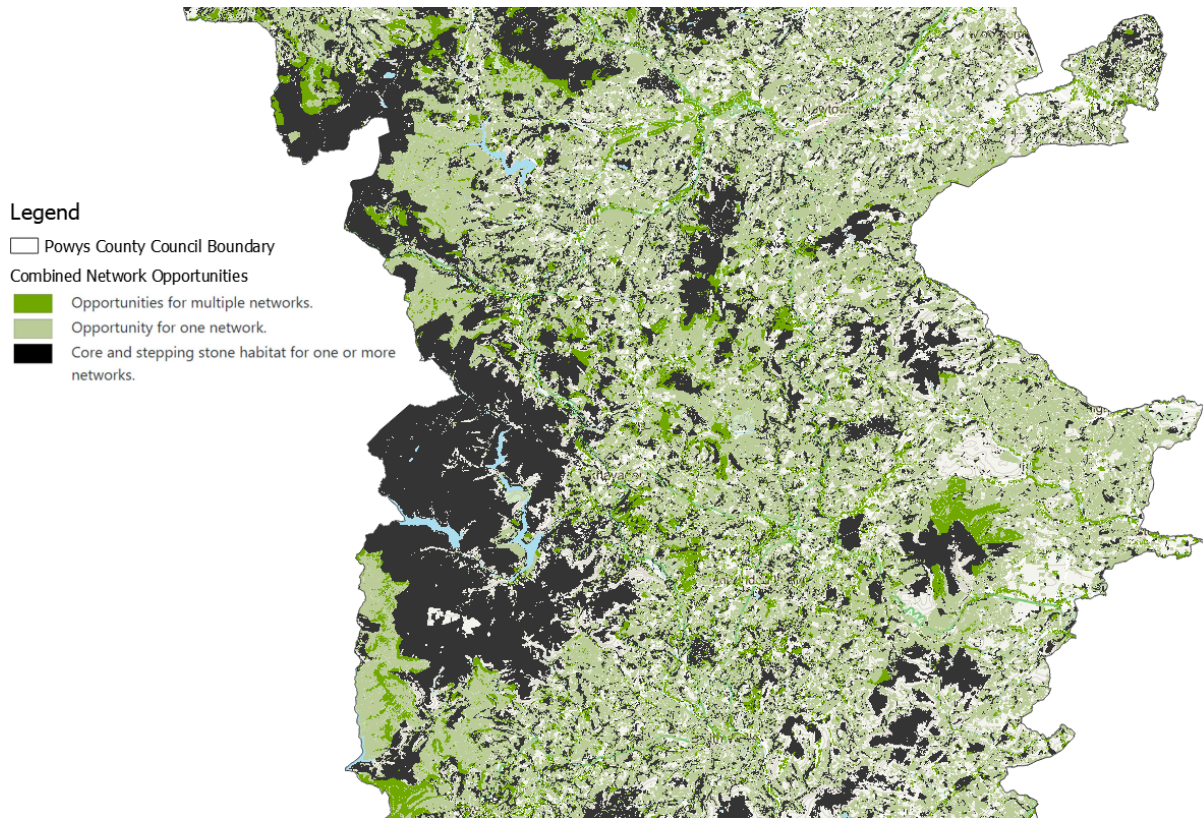 Legend
Powys County Council Boundary
Combined Network Opportunities
Opportunities for multiple networks.
Opportunity for one network.
Core and stepping stone habitat for one or more
networks.